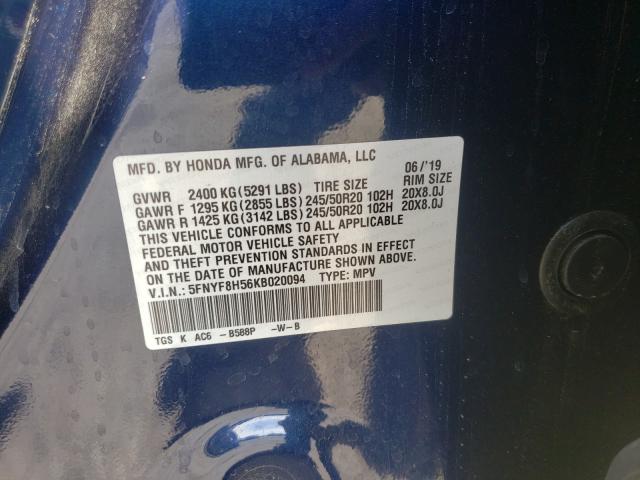 MFD. BY HONDA MFG. OF ALABAMA, LLC 06/'19
GVWR 2400 KG(5291 LBS) TIRE SIZE RIM SIZE
GAWR F 1295 KG(2855 LBS) 245/50R20 102H 20X8.0J
GAWR R 1425 KG(3142 LBS) 245/50R20 102H 20X8.0J
THIS VEHICLE CONFORMS TO ALL APPLICABLE
FEDERAL MOTOR VEHICLE SAFETY
AND THEFT PREVENTION STANDARDS IN EFFECT
ON THE DATE OF MANUFACTURE SHOWN ABOVE.
V.I.N.: 5FNYF8H56KB020094 TYPE: MPV
TGS K AC6 -B588P -W-B